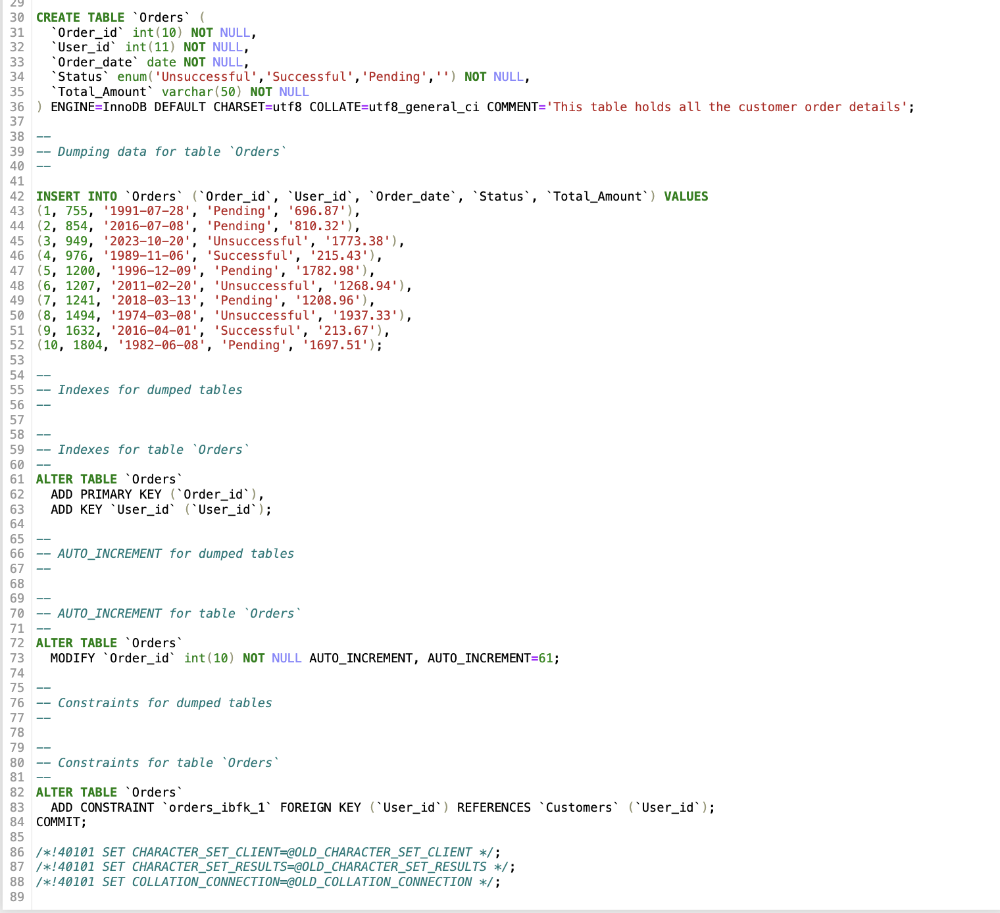 29
30 CREATE TABLE `Orders` (
31   `Order_id` int(10) NOT NULL,
32   `User_id` int(11) NOT NULL,
33   `Order_date` date NOT NULL,
34   `Status` enum('Unsuccessful','Successful','Pending','') NOT NULL,
35   `Total_Amount` varchar(50) NOT NULL
36 ) ENGINE=InnoDB DEFAULT CHARSET=utf8 COLLATE=utf8_general_ci COMMENT='This table holds all the customer order details';
37
38 --
39 -- Dumping data for table `Orders`
40 --
41
42 INSERT INTO `Orders` (`Order_id`, `User_id`, `Order_date`, `Status`, `Total_Amount`) VALUES
43 (1, 755, '1991-07-28', 'Pending', '696.87'),
44 (2, 854, '2016-07-08', 'Pending', '810.32'),
45 (3, 949, '2023-10-20', 'Unsuccessful', '1773.38'),
46 (4, 976, '1989-11-06', 'Successful', '215.43'),
47 (5, 1200, '1996-12-09', 'Pending', '1782.98'),
48 (6, 1207, '2011-02-20', 'Unsuccessful', '1268.94'),
49 (7, 1241, '2018-03-13', 'Pending', '1208.96'),
50 (8, 1494, '1974-03-08', 'Unsuccessful', '1937.33'),
51 (9, 1632, '2016-04-01', 'Successful', '213.67'),
52 (10, 1804, '1982-06-08', 'Pending', '1697.51');
53
54 --
55 -- Indexes for dumped tables
56 --
57
58 --
59 -- Indexes for table `Orders`
60 --
61 ALTER TABLE `Orders`
62   ADD PRIMARY KEY (`Order_id`),
63   ADD KEY `User_id` (`User_id`);
64
65 --
66 -- AUTO_INCREMENT for dumped tables
67 --
68
69 --
70 -- AUTO_INCREMENT for table `Orders`
71 --
72 ALTER TABLE `Orders`
73   MODIFY `Order_id` int(10) NOT NULL AUTO_INCREMENT, AUTO_INCREMENT=61;
74
75 --
76 -- Constraints for dumped tables
77 --
78
79 --
80 -- Constraints for table `Orders`
81 --
82 ALTER TABLE `Orders`
83   ADD CONSTRAINT `orders_ibfk_1` FOREIGN KEY (`User_id`) REFERENCES `Customers` (`User_id`);
84 COMMIT;
85
86 /*!40101 SET CHARACTER_SET_CLIENT=@OLD_CHARACTER_SET_CLIENT */;
87 /*!40101 SET CHARACTER_SET_RESULTS=@OLD_CHARACTER_SET_RESULTS */;
88 /*!40101 SET COLLATION_CONNECTION=@OLD_COLLATION_CONNECTION */;
89